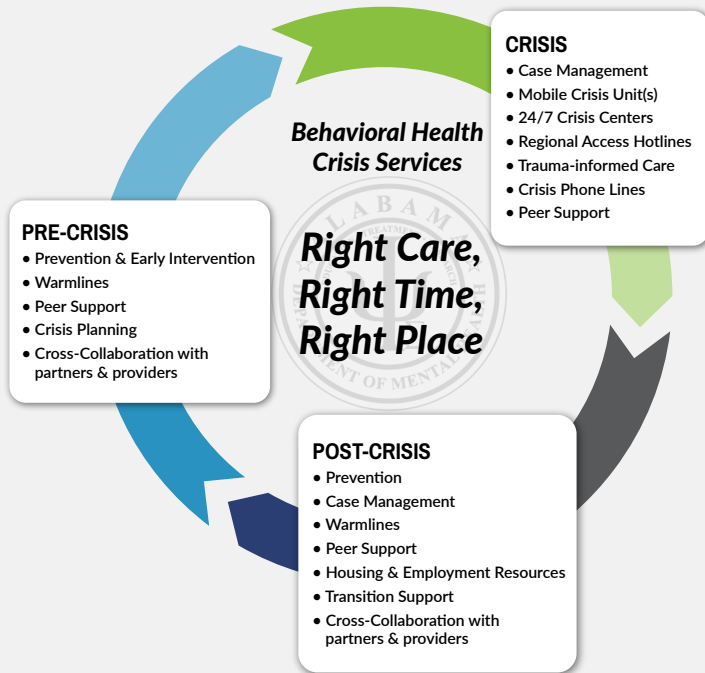 Behavioral Health
Crisis Services
Right Care,
Right Time,
Right Place
PRE-CRISIS
• Prevention & Early Intervention
• Warmlines
• Peer Support
• Crisis Planning
• Cross-Collaboration with
partners & providers
CRISIS
• Case Management
• Mobile Crisis Unit(s)
• 24/7 Crisis Centers
• Regional Access Hotlines
• Trauma-informed Care
• Crisis Phone Lines
• Peer Support
POST-CRISIS
• Prevention
• Case Management
• Warmlines
• Peer Support
• Housing & Employment Resources
• Transition Support
• Cross-Collaboration with
partners & providers
ALABAMA